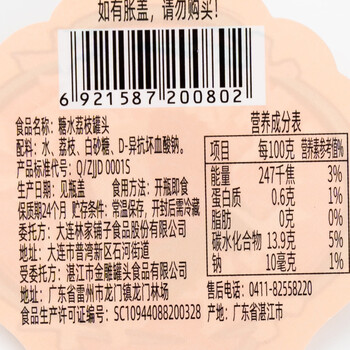 如有胀盖，请勿购买！
6 921587 200802
食品名称：糖水荔枝罐头
配料：水、荔枝、白砂糖、D-异抗坏血酸钠。
产品标准代号：Q/ZJJD 0001S
生产日期：见瓶盖 食用方法：开瓶即食
保质期24个月 贮存条件：常温保存，开封后需冷藏
委托方：大连林家铺子食品股份有限公司
地址：大连市普湾新区石河街道
受委托方：湛江市金雕罐头食品有限公司
地址：广东省雷州市龙门镇龙门林场
食品生产许可证编号：SC10944088200328
营养成分表
项目 每100克 营养素参考值%
能量 247千焦 3%
蛋白质 0.6克 1%
脂肪 0克 0%
碳水化合物 13.9克 5%
钠 10毫克 1%
售后电话：0411-82558220
产地：广东省湛江市